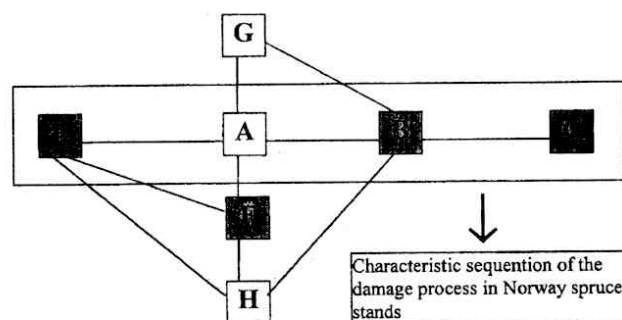 G
A
B
H
Characteristic sequention of the
damage process in Norway spruce
stands